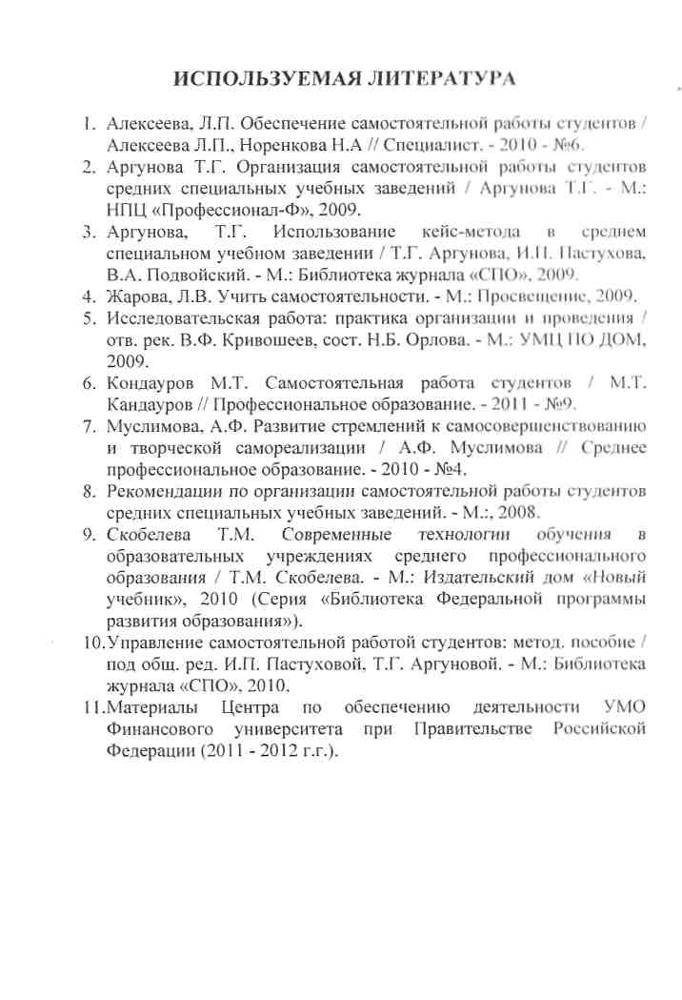 ИСПОЛЬЗУЕМАЯ ЛИТЕРАТУРА
1. Алексеева, Л.П. Обеспечение самостоятельной работы студентов /
Алексеева Л.П., Норенкова Н.А // Специалист. - 2010 - №6.
2. Аргунова Т.Г. Организация самостоятельной работы студентов
средних специальных учебных заведений / Аргунова Т.Г. - М.:
НПЦ «Профессионал-Ф», 2009.
3. Аргунова, Т.Г. Использование кейс-метода в среднем
специальном учебном заведении / Т.Г. Аргунова, И.П. Пастухова,
В.А. Подвойский. - М.: Библиотека журнала «СПО», 2009.
4. Жарова, Л.В. Учить самостоятельности. - М.: Просвещение, 2009.
5. Исследовательская работа: практика организации и проведения /
отв. рек. В.Ф. Кривошеев, сост. Н.Б. Орлова. - М.: УМЦ ПО ДОМ,
2009.
6. Кондауров М.Т. Самостоятельная работа студентов / М.Т.
Кандауров // Профессиональное образование. - 2011 - №9.
7. Муслимова, А.Ф. Развитие стремлений к самосовершенствованию
и творческой самореализации / А.Ф. Муслимова // Среднее
профессиональное образование. - 2010 - №4.
8. Рекомендации по организации самостоятельной работы студентов
средних специальных учебных заведений. - М.:, 2008.
9. Скобелева Т.М. Современные технологии обучения в
образовательных учреждениях среднего профессионального
образования / Т.М. Скобелева. - М.: Издательский дом «Новый
учебник», 2010 (Серия «Библиотека Федеральной программы
развития образования»).
10.Управление самостоятельной работой студентов: метод. пособие /
под общ. ред. И.П. Пастуховой, Т.Г. Аргуновой. - М.: Библиотека
журнала «СПО», 2010.
11.Материалы Центра по обеспечению деятельности УМО
Финансового университета при Правительстве Российской
Федерации (2011 - 2012 г.г.).